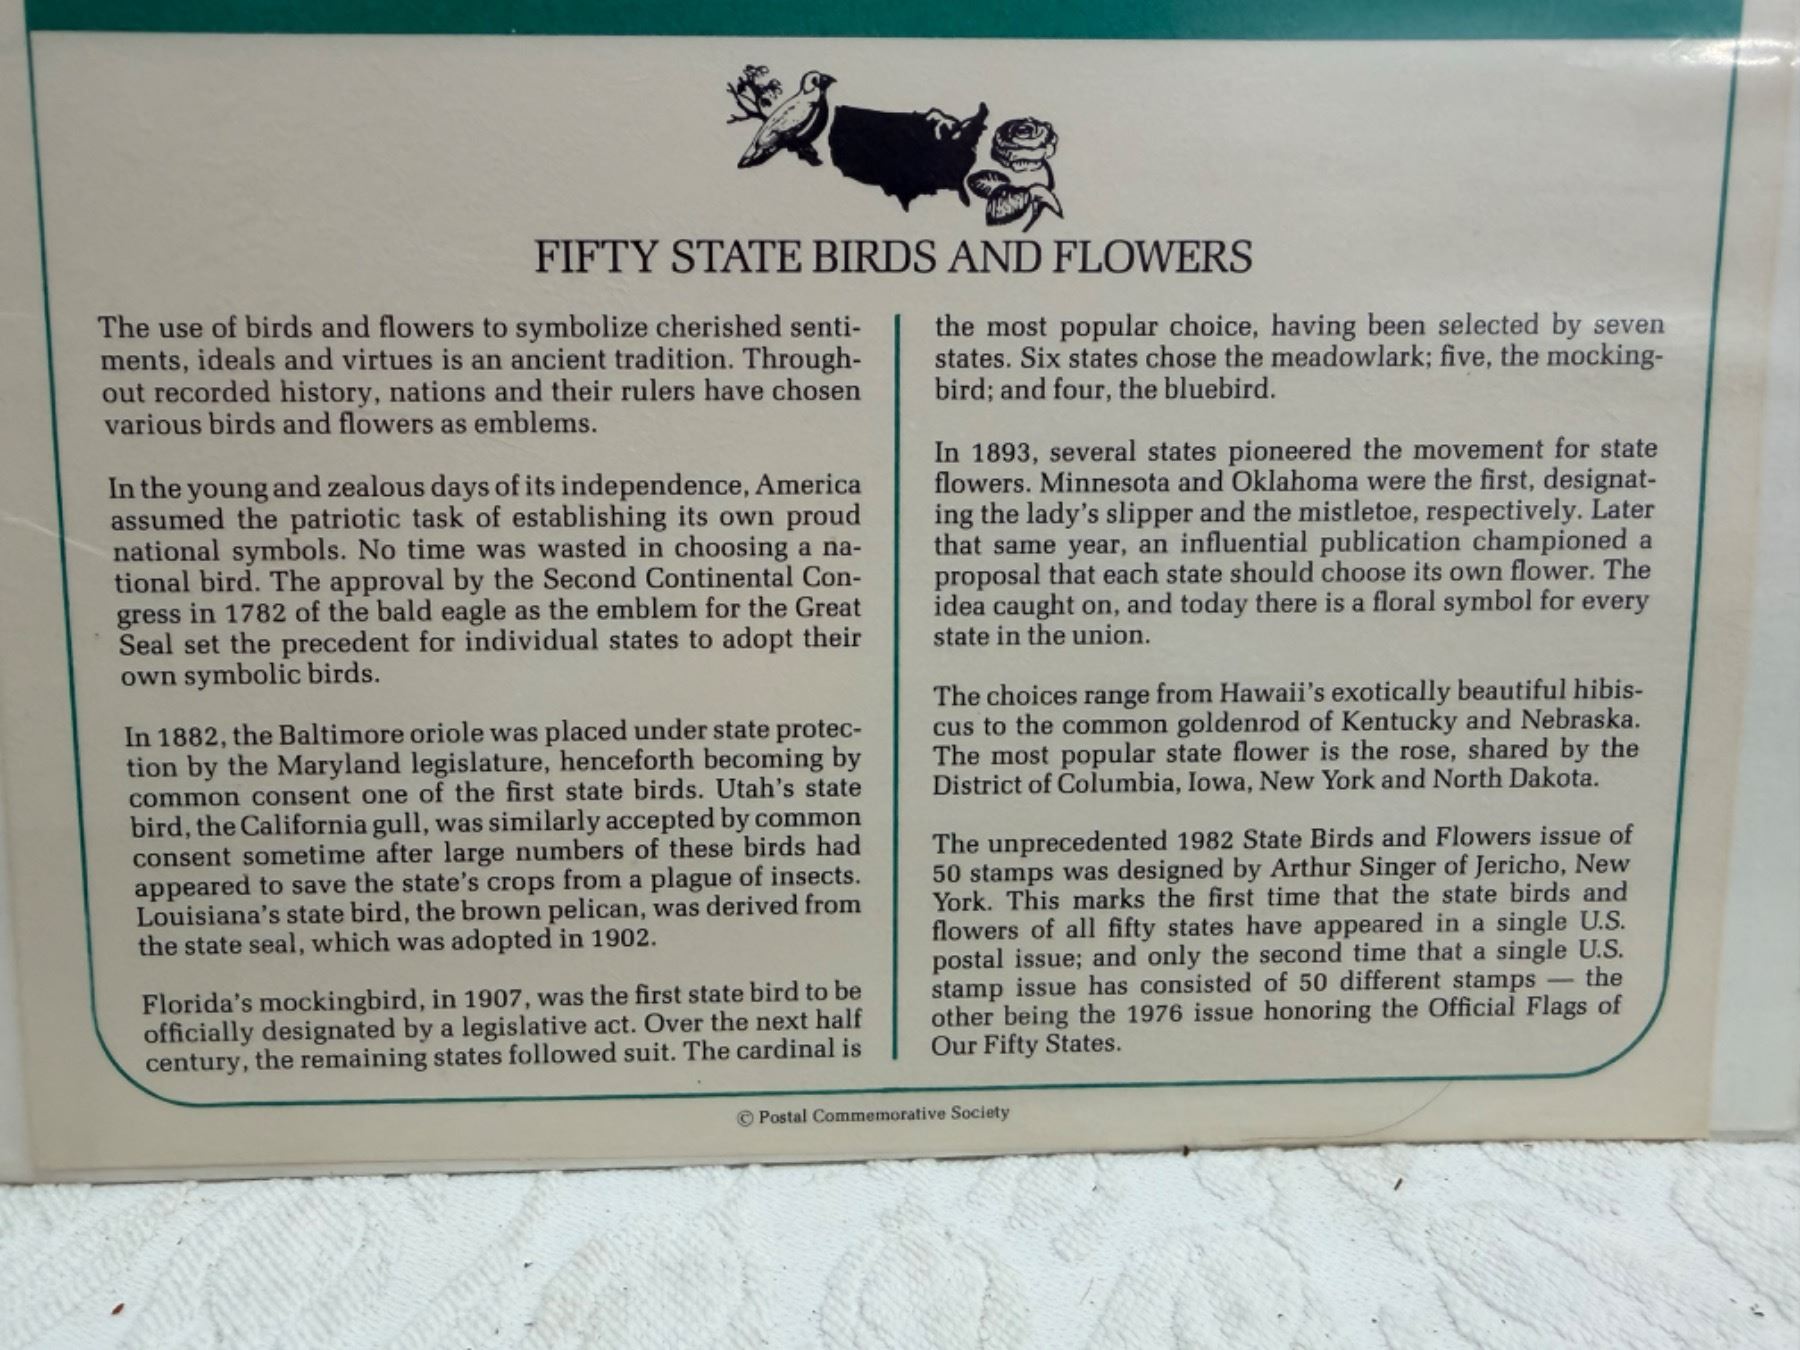 FIFTY STATE BIRDS AND FLOWERS
The use of birds and flowers to symbolize cherished senti-
ments, ideals and virtues is an ancient tradition. Through-
out recorded history, nations and their rulers have chosen
various birds and flowers as emblems.
In the young and zealous days of its independence, America
assumed the patriotic task of establishing its own proud
national symbols. No time was wasted in choosing a na-
tional bird. The approval by the Second Continental Con-
gress in 1782 of the bald eagle as the emblem for the Great
Seal set the precedent for individual states to adopt their
own symbolic birds.
In 1882, the Baltimore oriole was placed under state protec-
tion by the Maryland legislature, henceforth becoming by
common consent one of the first state birds. Utah's state
bird, the California gull, was similarly accepted by common
consent sometime after large numbers of these birds had
appeared to save the state's crops from a plague of insects.
Louisiana's state bird, the brown pelican, was derived from
the state seal, which was adopted in 1902.
Florida's mockingbird, in 1907, was the first state bird to be
officially designated by a legislative act. Over the next half
century, the remaining states followed suit. The cardinal is
the most popular choice, having been selected by seven
states. Six states chose the meadowlark; five, the mocking-
bird; and four, the bluebird.
In 1893, several states pioneered the movement for state
flowers. Minnesota and Oklahoma were the first, designat-
ing the lady's slipper and the mistletoe, respectively. Later
that same year, an influential publication championed a
proposal that each state should choose its own flower. The
idea caught on, and today there is a floral symbol for every
state in the union.
The choices range from Hawaii's exotically beautiful hibis-
cus to the common goldenrod of Kentucky and Nebraska.
The most popular state flower is the rose, shared by the
District of Columbia, Iowa, New York and North Dakota.
The unprecedented 1982 State Birds and Flowers issue of
50 stamps was designed by Arthur Singer of Jericho, New
York. This marks the first time that the state birds and
flowers of all fifty states have appeared in a single U.S.
postal issue; and only the second time that a single U.S.
stamp issue has consisted of 50 different stamps — the
other being the 1976 issue honoring the Official Flags of
Our Fifty States.
© Postal Commemorative Society